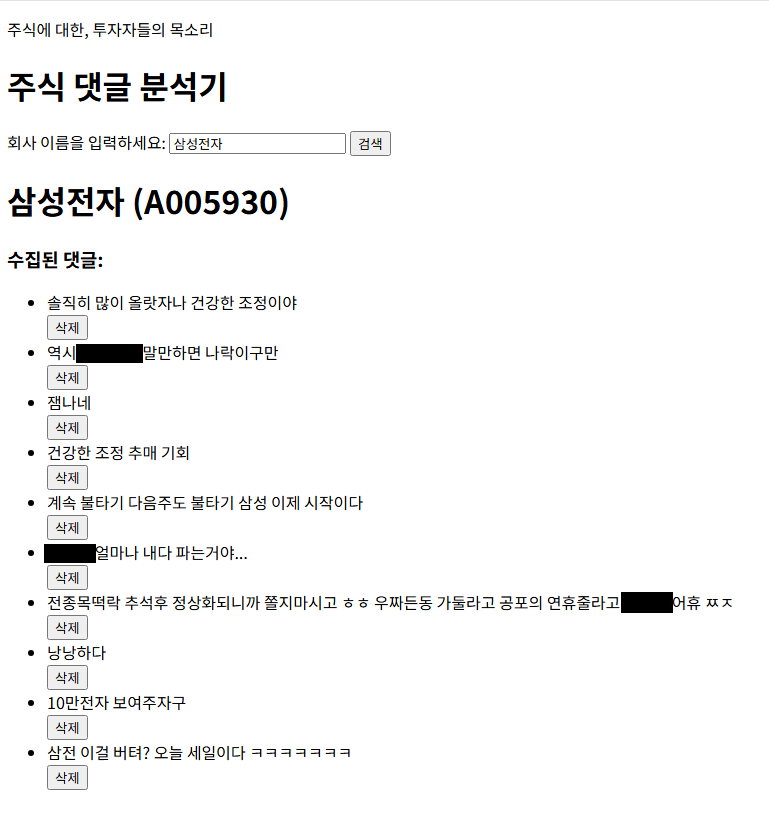 주식에 대한, 투자자들의 목소리
주식 댓글 분석기
회사 이름을 입력하세요: 삼성전자 검색
삼성전자 (A005930)
수집된 댓글:
솔직히 많이 올랏자나 건강한 조정이야
삭제
역시 말만하면 나락이구만
삭제
잼나네
삭제
건강한 조정 추매 기회
삭제
계속 불타기 다음주도 불타기 삼성 이제 시작이다
삭제
얼마나 내다 파는거야...
삭제
전종목떡락 추석후 정상화되니까 쫄지마시고 ㅎㅎ 우짜든동 가둘라고 공포의 연휴줄라고 어휴 ㅉㅈ
삭제
낭낭하다
삭제
10만전자 보여주자구
삭제
삼전 이걸 버텨? 오늘 세일이다 ㅋㅋㅋㅋㅋㅋㅋ
삭제